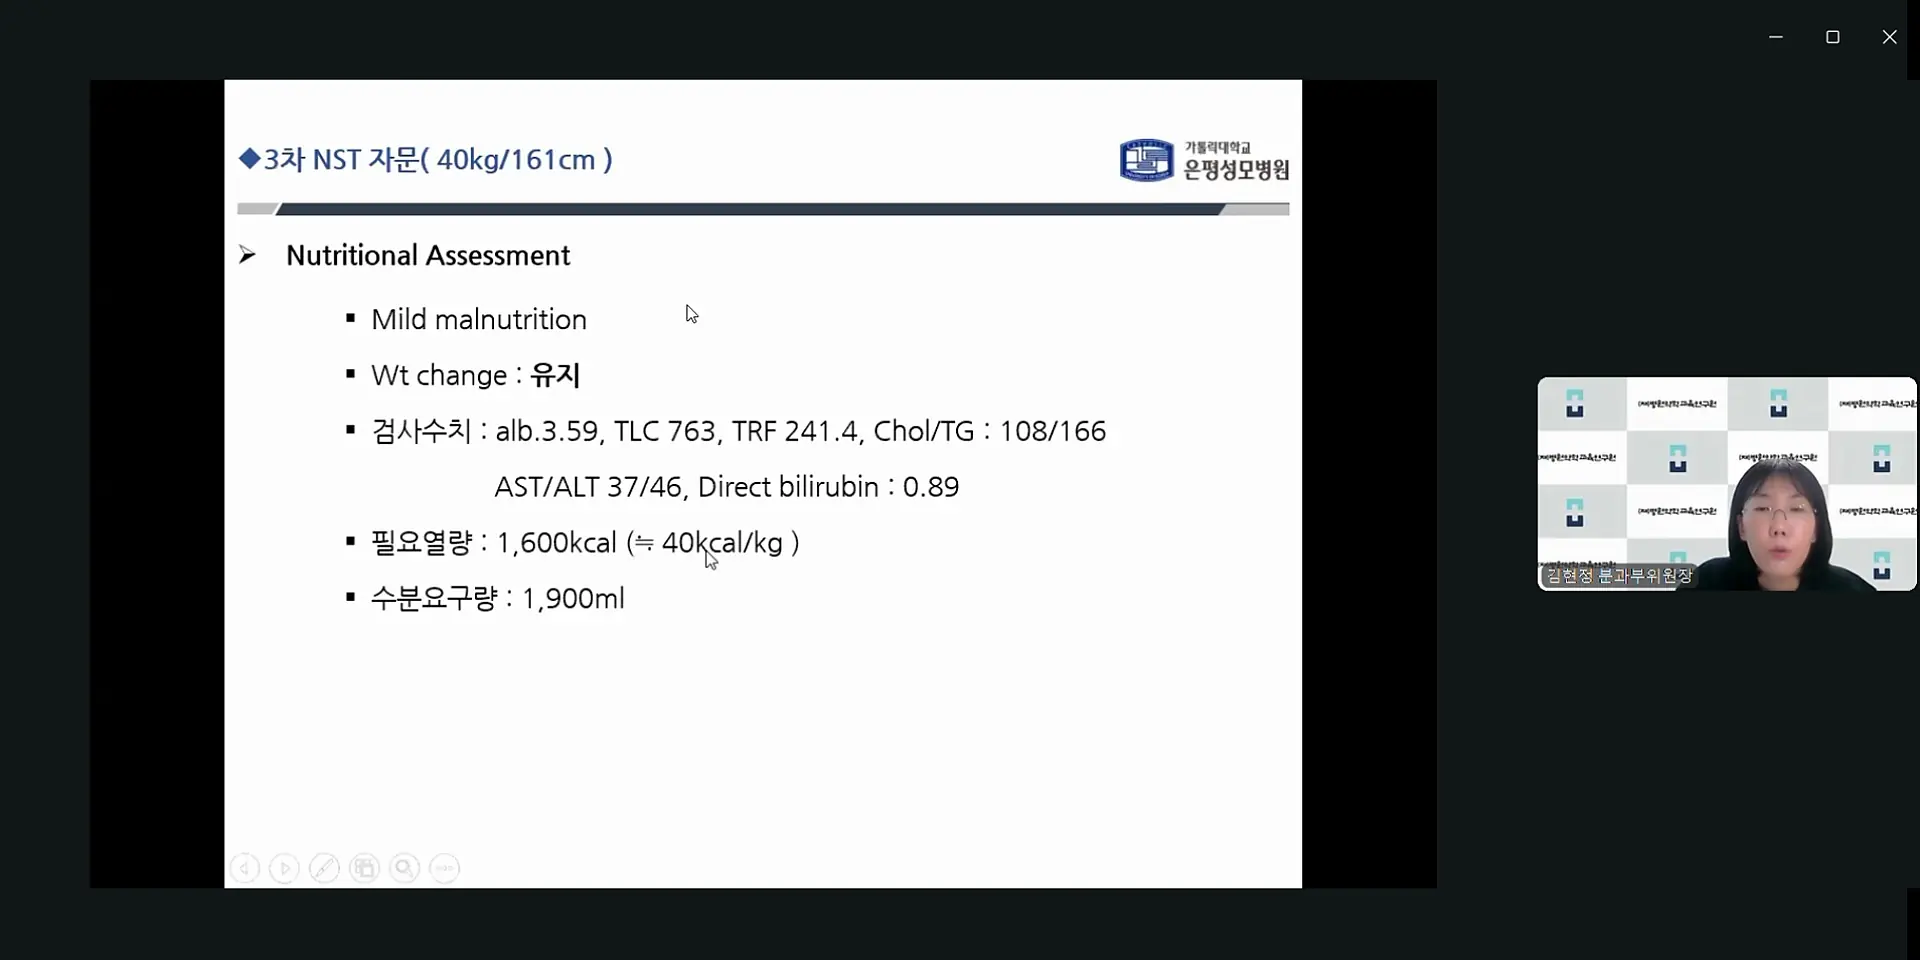 ◆3차 NST 자문( 40kg/161cm )
가톨릭대학교
은평성모병원
➢ Nutritional Assessment
▪ Mild malnutrition
▪ Wt change : 유지
▪ 검사수치 : alb.3.59, TLC 763, TRF 241.4, Chol/TG : 108/166
AST/ALT 37/46, Direct bilirubin : 0.89
▪ 필요열량 : 1,600kcal (≒ 40kcal/kg )
▪ 수분요구량 : 1,900ml
김현정 분과부위원장